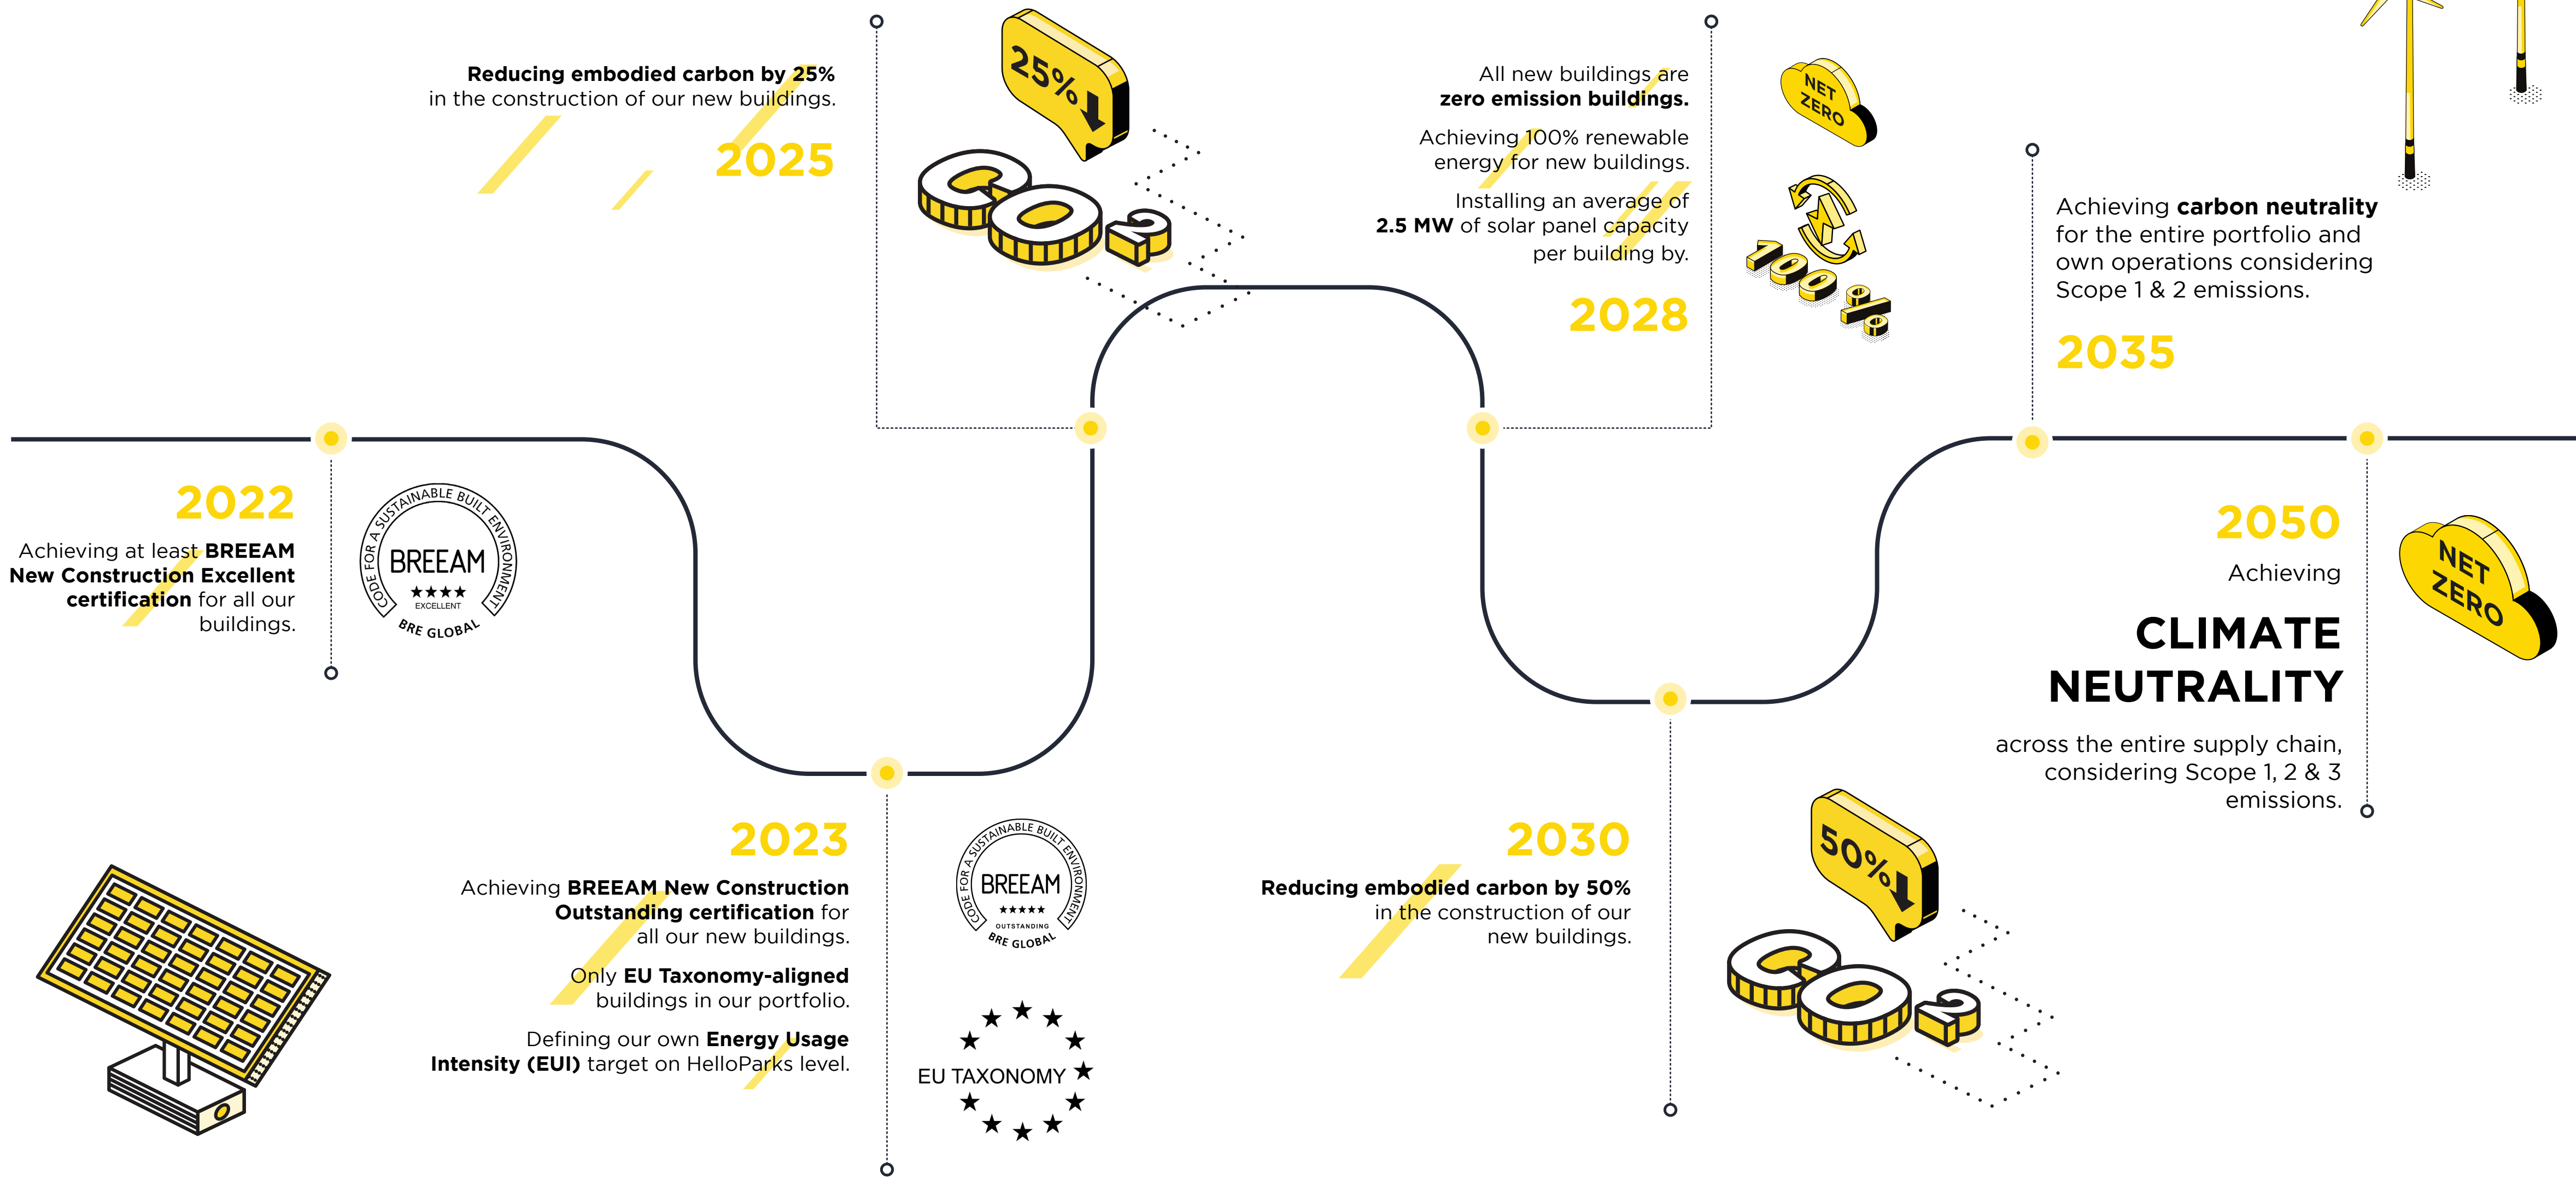 2022
Achieving at least BREEAM
New Construction Excellent
certification for all our
buildings.
CODE FOR A SUSTAINABLE BUILT ENVIRONMENT
BREEAM
★★★★
EXCELLENT
BRE GLOBAL
2023
Achieving BREEAM New Construction
Outstanding certification for
all our new buildings.
Only EU Taxonomy-aligned
buildings in our portfolio.
Defining our own Energy Usage
Intensity (EUI) target on HelloParks level.
CODE FOR A SUSTAINABLE BUILT ENVIRONMENT
BREEAM
★★★★★
OUTSTANDING
BRE GLOBAL
EU TAXONOMY
Reducing embodied carbon by 25%
in the construction of our new buildings.
2025
25%
CO2
All new buildings are
zero emission buildings.
Achieving 100% renewable
energy for new buildings.
Installing an average of
2.5 MW of solar panel capacity
per building by.
2028
NET
ZERO
100%
2030
Reducing embodied carbon by 50%
in the construction of our
new buildings.
50%
CO2
Achieving carbon neutrality
for the entire portfolio and
own operations considering
Scope 1 & 2 emissions.
2035
2050
Achieving
CLIMATE
NEUTRALITY
across the entire supply chain,
considering Scope 1, 2 & 3
emissions.
NET
ZERO